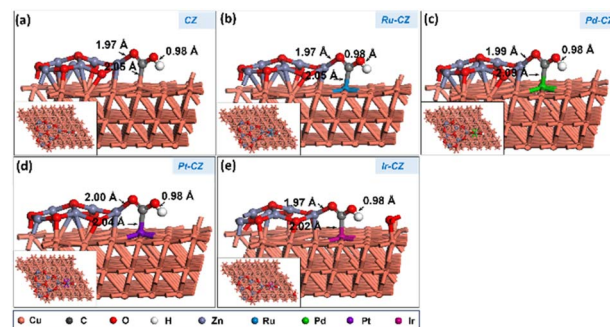 (a) CZ
1.97 Å 0.98 Å
2.05 Å
(b) Ru-CZ
1.97 Å 0.98 Å
2.05 Å
(c) Pd-CZ
1.99 Å 0.98 Å
2.09 Å
(d) Pt-CZ
2.00 Å 0.98 Å
2.04 Å
(e) Ir-CZ
1.97 Å 0.98 Å
2.02 Å
Cu C O H Zn Ru Pd Pt Ir